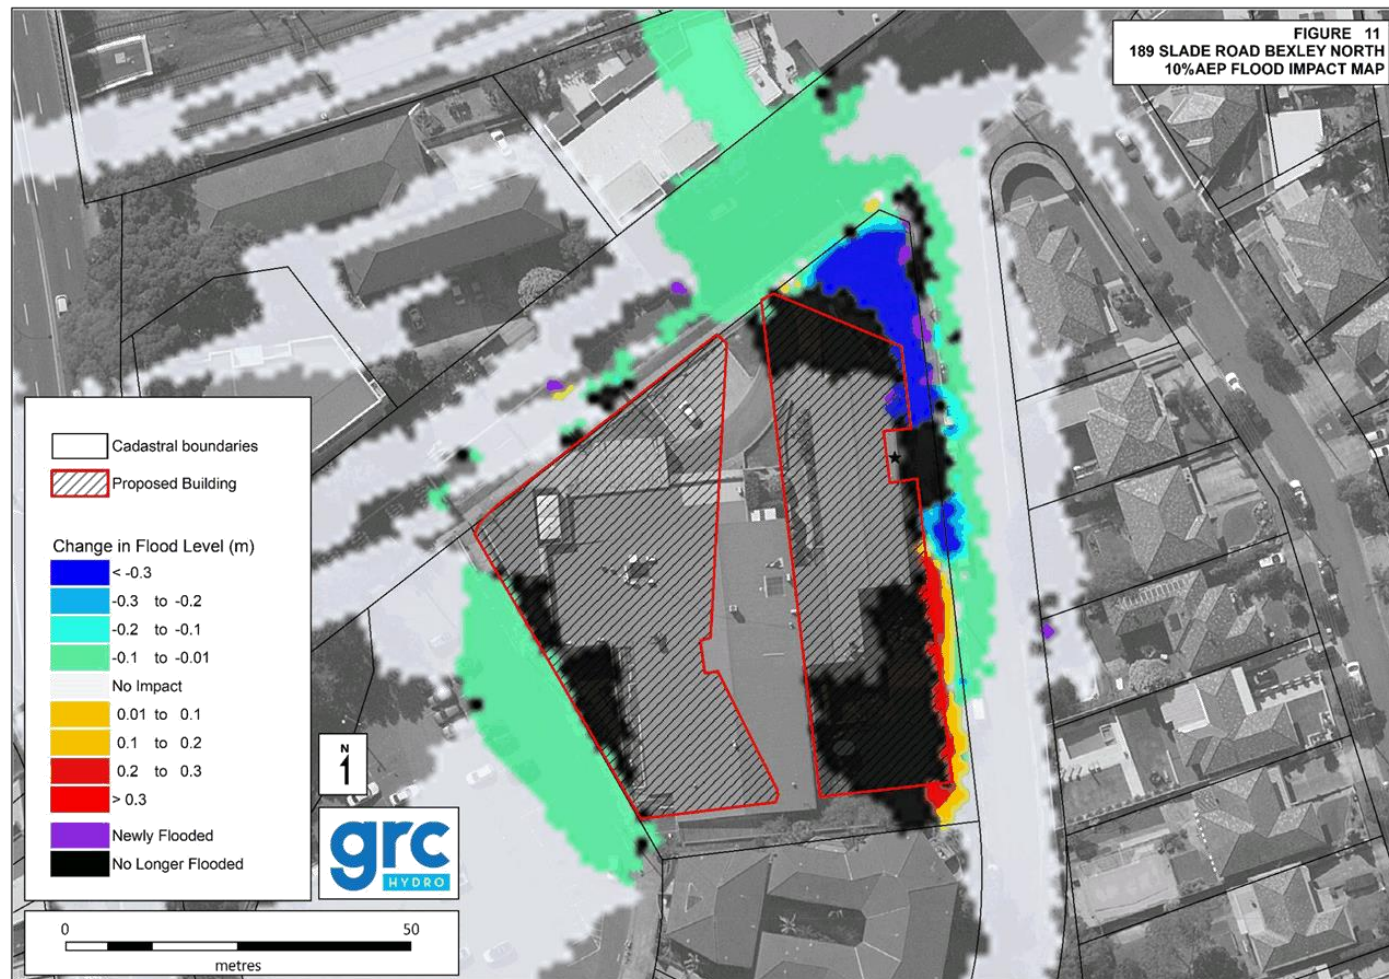 FIGURE 11
189 SLADE ROAD BEXLEY NORTH
10%AEP FLOOD IMPACT MAP
Cadastral boundaries
Proposed Building
Change in Flood Level (m)
< -0.3
-0.3 to -0.2
-0.2 to -0.1
-0.1 to -0.01
No Impact
0.01 to 0.1
0.1 to 0.2
0.2 to 0.3
> 0.3
Newly Flooded
No Longer Flooded
N
grc
HYDRO
0 50
metres